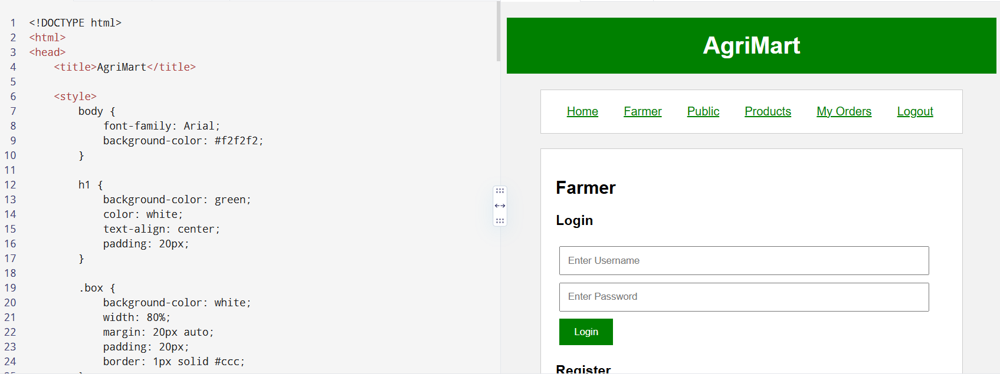 1 <!DOCTYPE html>
2 <html>
3 <head>
4 <title>AgriMart</title>
5
6 <style>
7 body {
8 font-family: Arial;
9 background-color: #f2f2f2;
10 }
11
12 h1 {
13 background-color: green;
14 color: white;
15 text-align: center;
16 padding: 20px;
17 }
18
19 .box {
20 background-color: white;
21 width: 80%;
22 margin: 20px auto;
23 padding: 20px;
24 border: 1px solid #ccc;
AgriMart
Home Farmer Public Products My Orders Logout
Farmer
Login
Enter Username
Enter Password
Login
Register